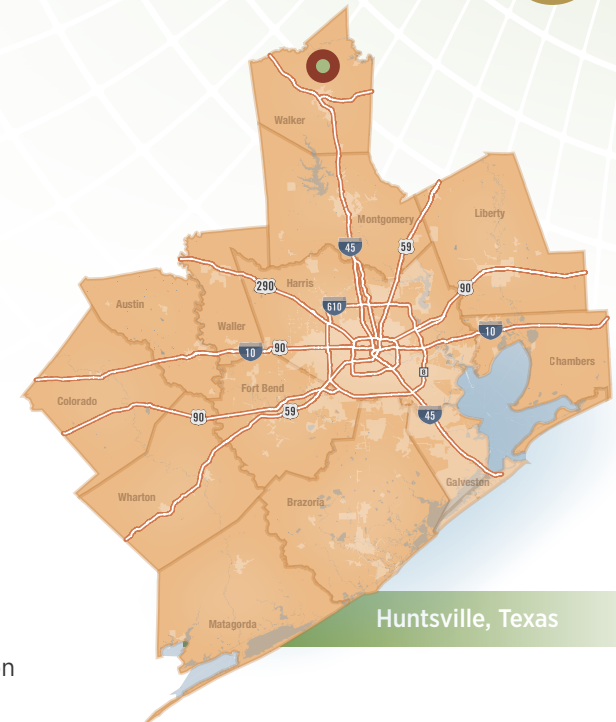 Walker
Montgomery
Liberty
45
59
Harris
290
90
Austin
610
Waller
10
10
90
Chambers
8
Fort Bend
Colorado
59
90
45
Galveston
Wharton
Brazoria
Huntsville, Texas
Matagorda
on